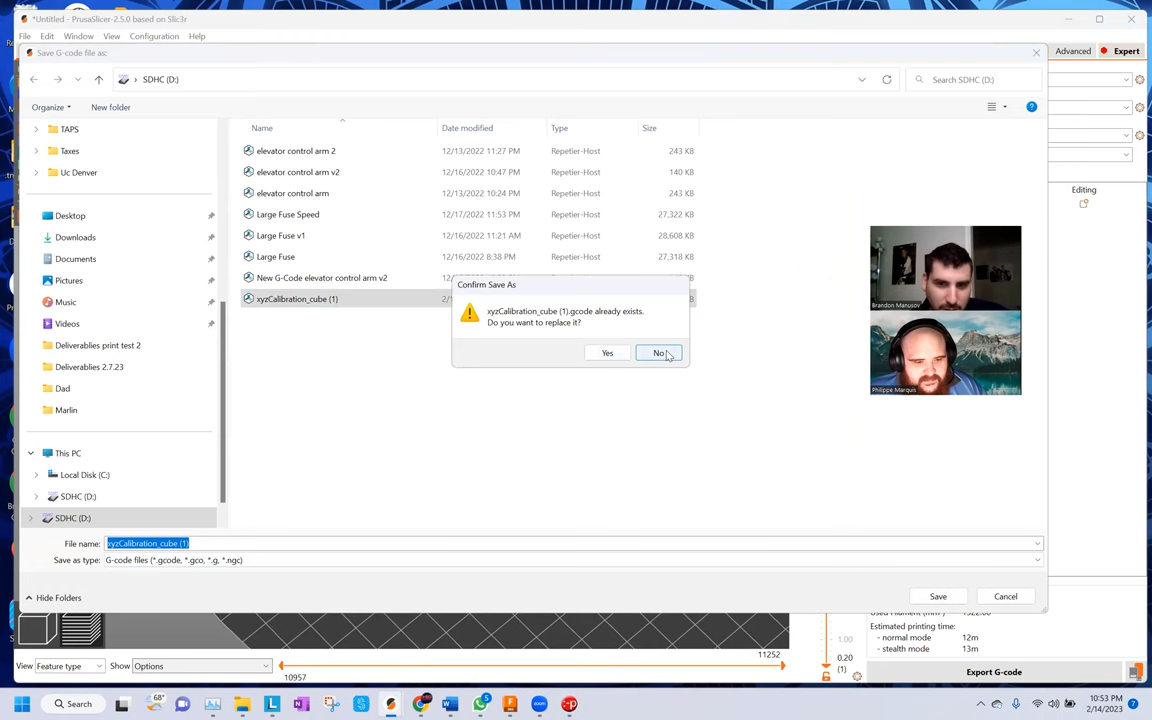 *Untitled - PrusaSlicer-2.5.0 based on Slic3r
File Edit Window View Configuration Help
Save G-code file as:
Advanced Expert
SDHC (D:)
Search SDHC (D:)
Organize New folder
Name Date modified Type Size
TAPS
Taxes
Uc Denver
Desktop
Downloads
Documents
Pictures
Music
Videos
Deliverables print test 2
Deliverables 2.7.23
Dad
Marlin
This PC
Local Disk (C:)
SDHC (D:)
SDHC (D:)
elevator control arm 2 12/13/2022 11:27 PM Repetier-Host 243 KB
elevator control arm v2 12/16/2022 10:47 PM Repetier-Host 140 KB
elevator control arm 12/13/2022 10:24 PM Repetier-Host 243 KB
Large Fuse Speed 12/17/2022 11:53 PM Repetier-Host 27,322 KB
Large Fuse v1 12/16/2022 11:21 AM Repetier-Host 28,608 KB
Large Fuse 12/16/2022 8:38 PM Repetier-Host 27,318 KB
New G-Code elevator control arm v2
xyzCalibration_cube (1)
Confirm Save As
xyzCalibration_cube (1).gcode already exists.
Do you want to replace it?
Yes No
Editing
Brandon Manusov
Philippe Marquis
File name: xyzCalibration_cube (1)
Save as type: G-code files (*.gcode, *.gco, *.g, *.ngc)
Hide Folders
Save Cancel
Estimated printing time:
- normal mode 12m
- stealth mode 13m
1.00
0.20
(1)
11252
10957
View Feature type Show Options
Export G-code
68°
Search
5
10:53 PM
2/14/2023
7